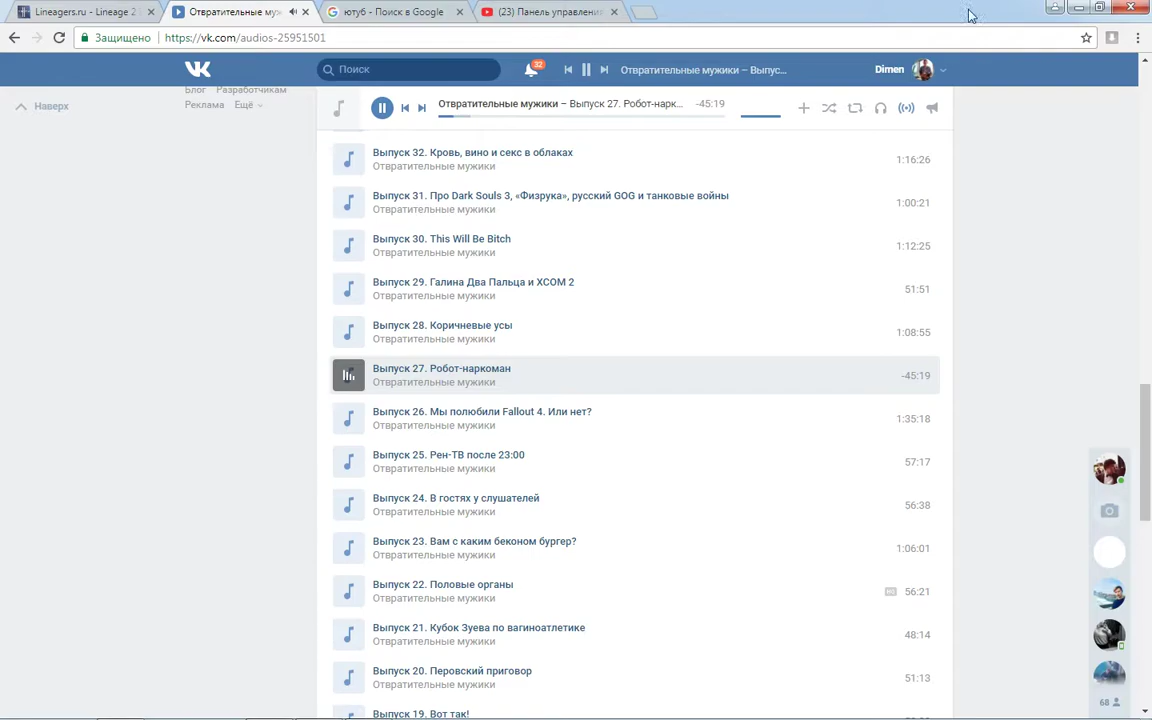 Lineagers.ru - Lineage 2
Отвратительные муж
ютуб - Поиск в Google
(23) Панель управлени
Защищено
https://vk.com/audios-25951501
Поиск
32
Отвратительные мужики – Выпус...
Dimen
Блог Разработчикам
Реклама Ещё
Наверх
Отвратительные мужики – Выпуск 27. Робот-нарк...
-45:19
Выпуск 32. Кровь, вино и секс в облаках
Отвратительные мужики
1:16:26
Выпуск 31. Про Dark Souls 3, «Физрука», русский GOG и танковые войны
Отвратительные мужики
1:00:21
Выпуск 30. This Will Be Bitch
Отвратительные мужики
1:12:25
Выпуск 29. Галина Два Пальца и XCOM 2
Отвратительные мужики
51:51
Выпуск 28. Коричневые усы
Отвратительные мужики
1:08:55
Выпуск 27. Робот-наркоман
Отвратительные мужики
-45:19
Выпуск 26. Мы полюбили Fallout 4. Или нет?
Отвратительные мужики
1:35:18
Выпуск 25. Рен-ТВ после 23:00
Отвратительные мужики
57:17
Выпуск 24. В гостях у слушателей
Отвратительные мужики
56:38
Выпуск 23. Вам с каким беконом бургер?
Отвратительные мужики
1:06:01
Выпуск 22. Половые органы
Отвратительные мужики
HQ 56:21
Выпуск 21. Кубок Зуева по вагиноатлетике
Отвратительные мужики
48:14
Выпуск 20. Перовский приговор
Отвратительные мужики
51:13
Выпуск 19. Вот так!
68